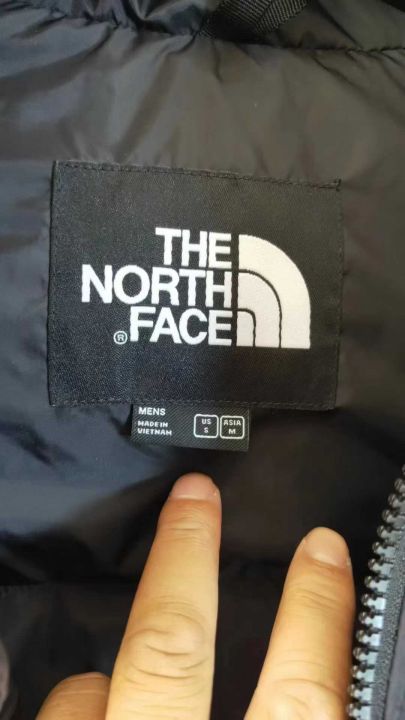 THE
NORTH
® FACE
MENS
MADE IN
VIETNAM
US
S
ASIA
M